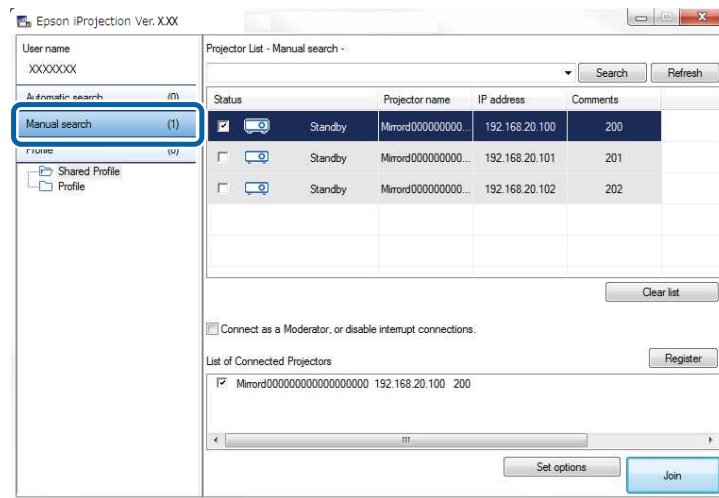 Epson iProjection Ver. X.XX
User name
XXXXXXX
Automatic search (0)
Manual search (1)
Profile (0)
Shared Profile
Profile
Projector List - Manual search -
Search Refresh
Status Projector name IP address Comments
Standby Mirrord000000000... 192.168.20.100 200
Standby Mirrord000000000... 192.168.20.101 201
Standby Mirrord000000000... 192.168.20.102 202
Clear list
Connect as a Moderator, or disable interrupt connections.
List of Connected Projectors Register
Mirrord000000000000000000 192.168.20.100 200
Set options Join